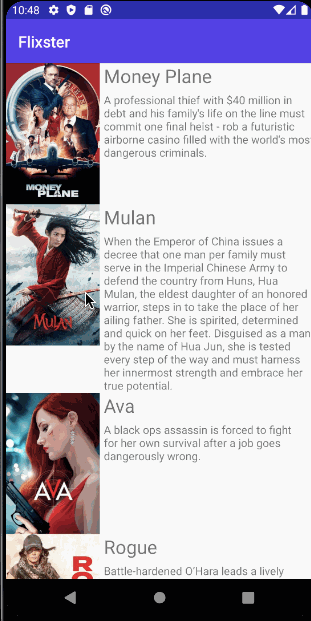 10:48
Flixster
MONEY
PLANE
Money Plane
A professional thief with $40 million in
debt and his family's life on the line must
commit one final heist - rob a futuristic
airborne casino filled with the world's mos
dangerous criminals.
MULAN
Mulan
When the Emperor of China issues a
decree that one man per family must
serve in the Imperial Chinese Army to
defend the country from Huns, Hua
Mulan, the eldest daughter of an honored
warrior, steps in to take the place of her
ailing father. She is spirited, determined
and quick on her feet. Disguised as a man
by the name of Hua Jun, she is tested
every step of the way and must harness
her innermost strength and embrace her
true potential.
AVA
Ava
A black ops assassin is forced to fight
for her own survival after a job goes
dangerously wrong.
R
Rogue
Battle-hardened O'Hara leads a lively